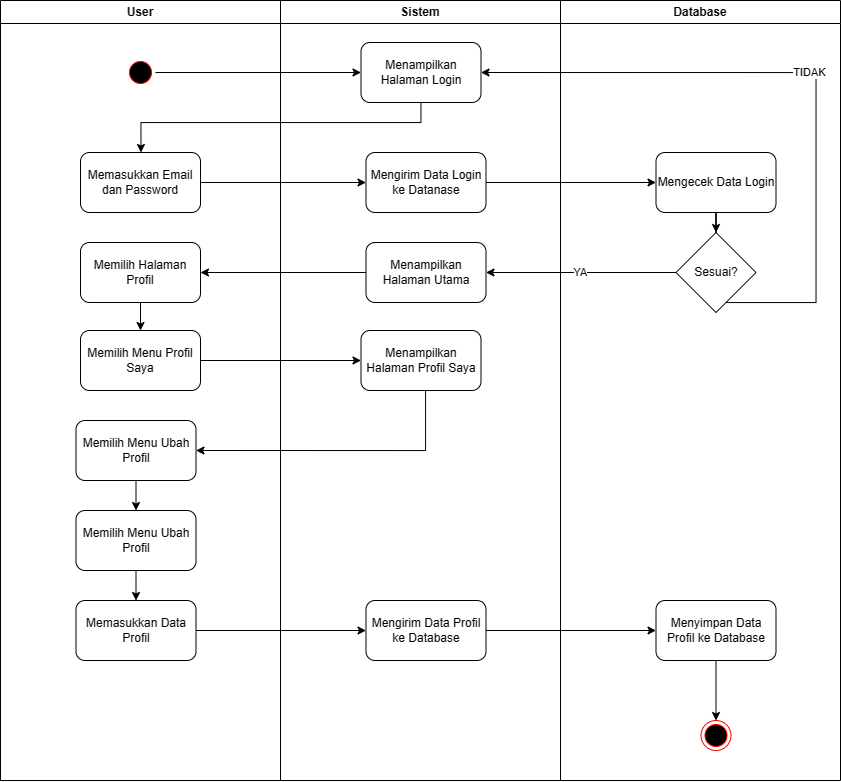 User
Sistem
Database
Menampilkan
Halaman Login
TIDAK
Memasukkan Email
dan Password
Mengirim Data Login
ke Datanase
Mengecek Data Login
Memilih Halaman
Profil
Menampilkan
Halaman Utama
YA
Sesuai?
Memilih Menu Profil
Saya
Menampilkan
Halaman Profil Saya
Memilih Menu Ubah
Profil
Memilih Menu Ubah
Profil
Memasukkan Data
Profil
Mengirim Data Profil
ke Database
Menyimpan Data
Profil ke Database